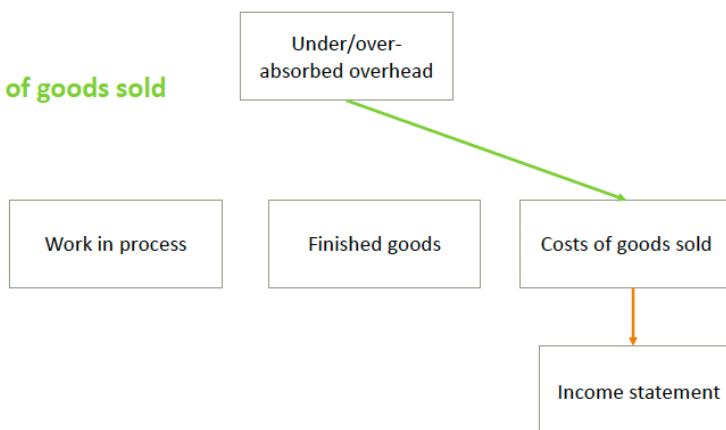 Under/over-
absorbed overhead
of goods sold
Work in process
Finished goods
Costs of goods sold
Income statement